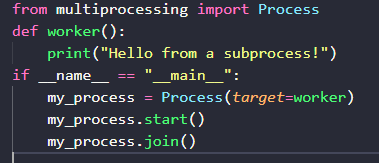 from multiprocessing import Process
def worker():
    print("Hello from a subprocess!")
if __name__ == "__main__":
    my_process = Process(target=worker)
    my_process.start()
    my_process.join()